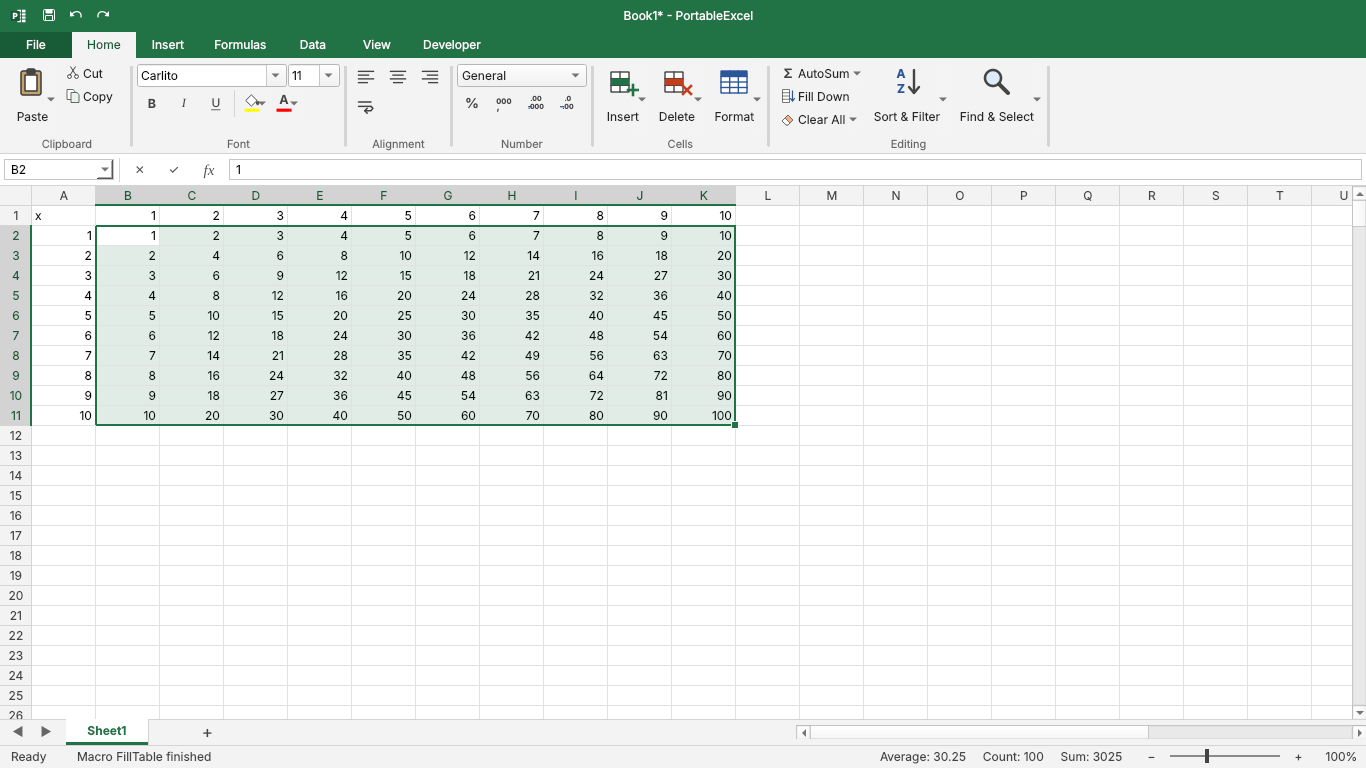 Book1* - PortableExcel
File Home Insert Formulas Data View Developer
Paste Cut Copy Clipboard
Carlito 11 B I U A Font
Alignment
General % 000 , .00 .000 .0 .00 Number
Insert Delete Format Cells
Σ AutoSum Fill Down Clear All A Z Sort & Filter Find & Select Editing
B2 fx 1
A B C D E F G H I J K L M N O P Q R S T U
1 x 1 2 3 4 5 6 7 8 9 10
2 1 1 2 3 4 5 6 7 8 9 10
3 2 2 4 6 8 10 12 14 16 18 20
4 3 3 6 9 12 15 18 21 24 27 30
5 4 4 8 12 16 20 24 28 32 36 40
6 5 5 10 15 20 25 30 35 40 45 50
7 6 6 12 18 24 30 36 42 48 54 60
8 7 7 14 21 28 35 42 49 56 63 70
9 8 8 16 24 32 40 48 56 64 72 80
10 9 9 18 27 36 45 54 63 72 81 90
11 10 10 20 30 40 50 60 70 80 90 100
12
13
14
15
16
17
18
19
20
21
22
23
24
25
26
Sheet1 +
Ready Macro FillTable finished Average: 30.25 Count: 100 Sum: 3025 − + 100%